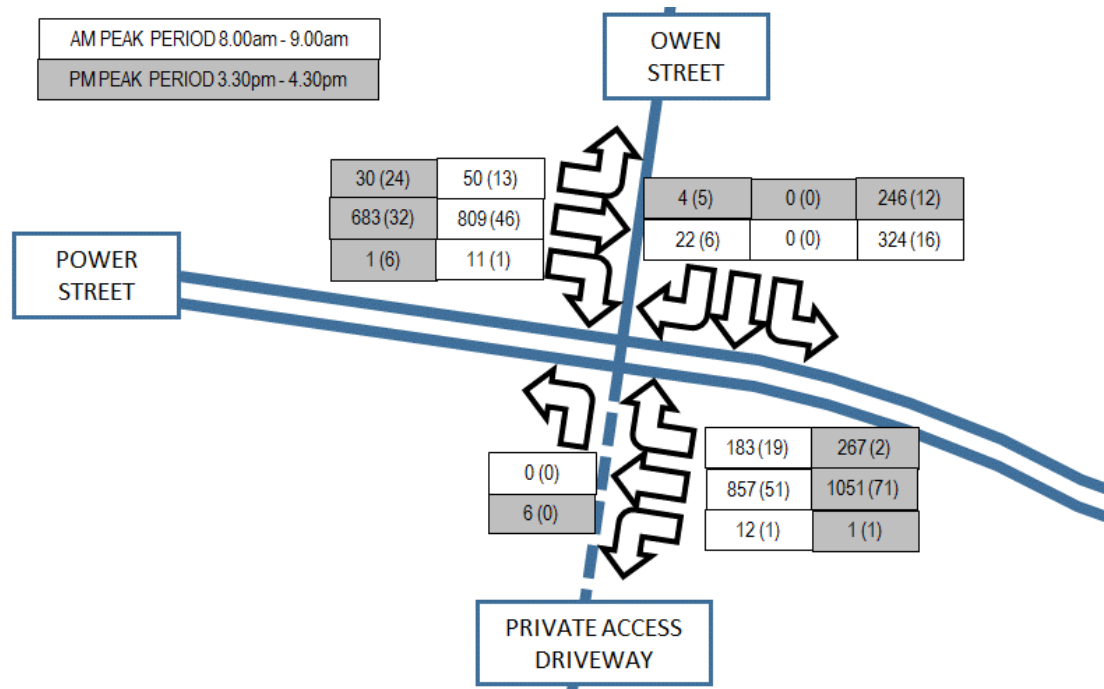 AM PEAK PERIOD 8.00am - 9.00am
PM PEAK PERIOD 3.30pm - 4.30pm
OWEN
STREET
30 (24) 50 (13)
683 (32) 809 (46)
1 (6) 11 (1)
4 (5) 0 (0) 246 (12)
22 (6) 0 (0) 324 (16)
POWER
STREET
183 (19) 267 (2)
857 (51) 1051 (71)
12 (1) 1 (1)
0 (0)
6 (0)
PRIVATE ACCESS
DRIVEWAY